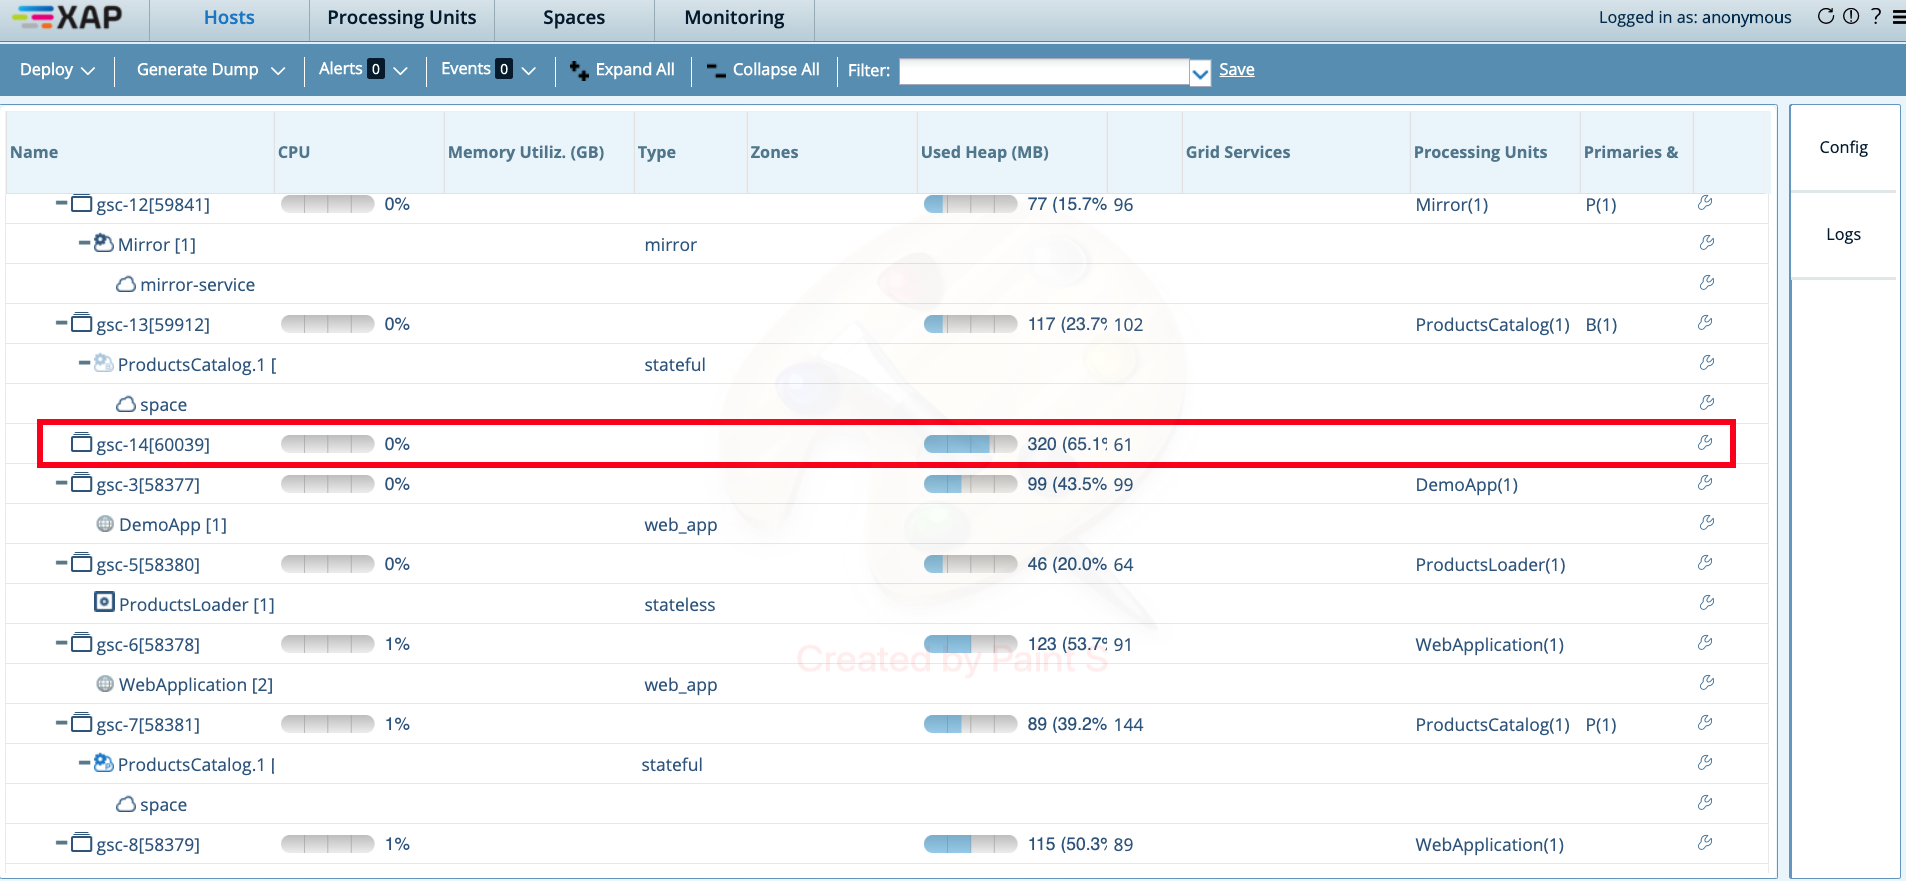 XAP Hosts Processing Units Spaces Monitoring Logged in as: anonymous ?
Deploy Generate Dump Alerts 0 Events 0 Expand All Collapse All Filter: Save
Name CPU Memory Utiliz. (GB) Type Zones Used Heap (MB) Grid Services Processing Units Primaries & Config
gsc-12[59841] 0% 77 (15.7% 96 Mirror(1) P(1)
Logs
Mirror [1] mirror
mirror-service
gsc-13[59912] 0% 117 (23.7% 102 ProductsCatalog(1) B(1)
ProductsCatalog.1 [ stateful
space
gsc-14[60039] 0% 320 (65.1% 61
gsc-3[58377] 0% 99 (43.5% 99 DemoApp(1)
DemoApp [1] web_app
gsc-5[58380] 0% 46 (20.0% 64 ProductsLoader(1)
ProductsLoader [1] stateless
gsc-6[58378] 1% 123 (53.7% 91 WebApplication(1)
Created by Paint S
WebApplication [2] web_app
gsc-7[58381] 1% 89 (39.2% 144 ProductsCatalog(1) P(1)
ProductsCatalog.1 [ stateful
space
gsc-8[58379] 1% 115 (50.3% 89 WebApplication(1)